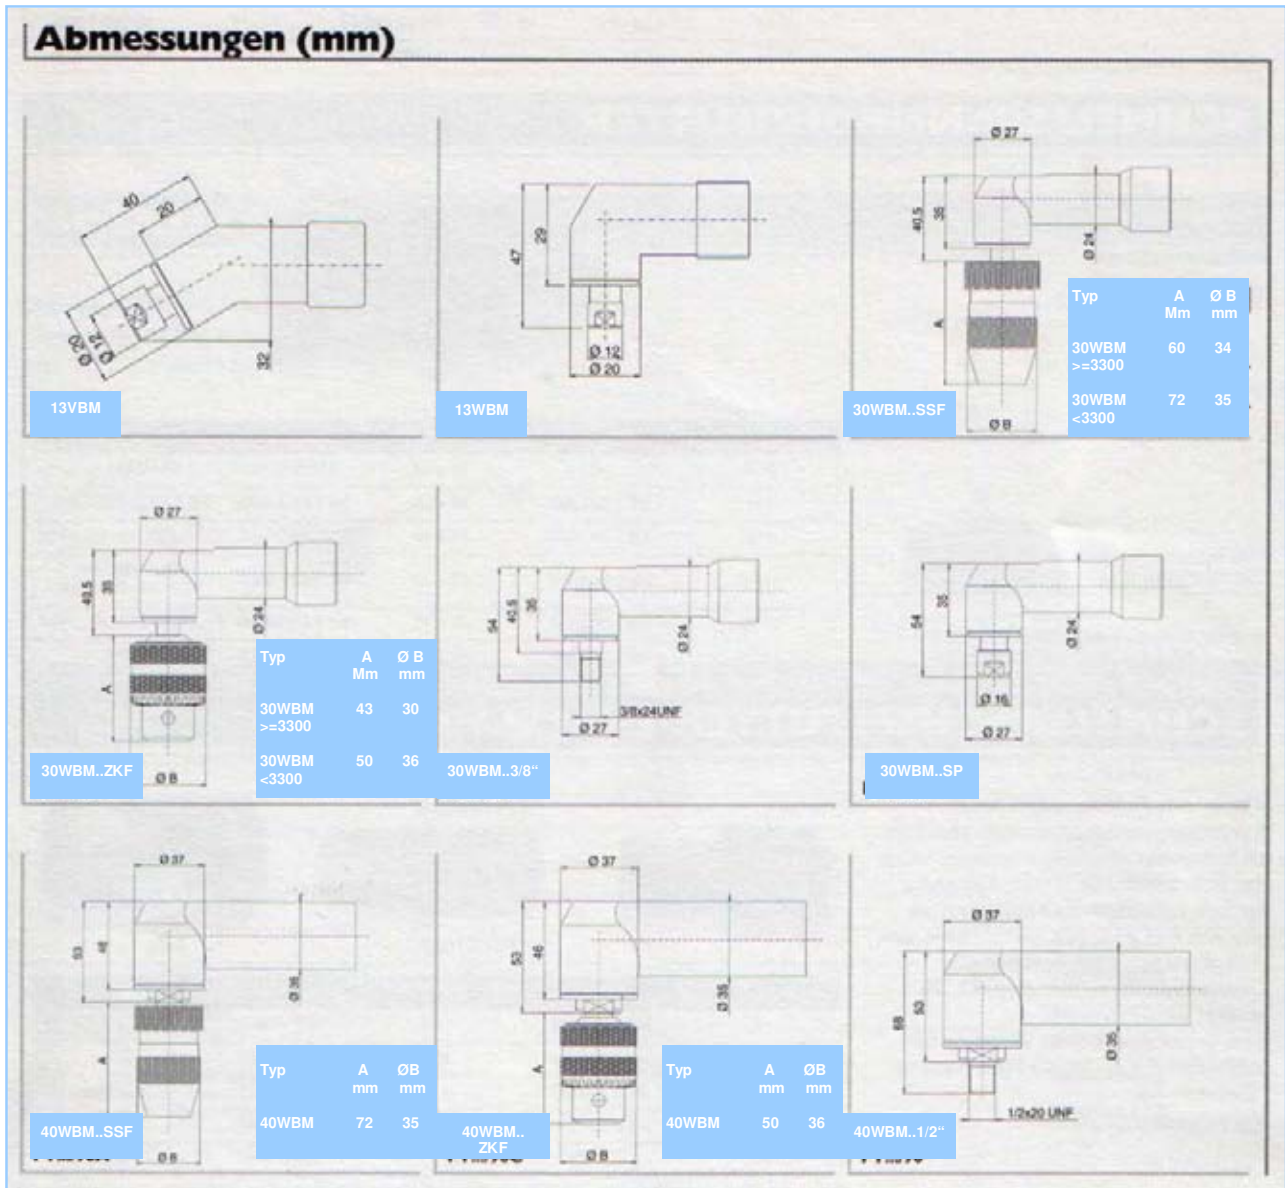 Abmessungen (mm)
40
20
Ø 20
Ø 12
32
13VBM
47
29
Ø 12
Ø 20
13WBM
Ø 27
40.5
35
Ø 24
A
Ø B
30WBM..SSF
Typ A Ø B
Mm mm
30WBM 60 34
>=3300
30WBM 72 35
<3300
Ø 27
35
Ø 24
A
Ø B
30WBM..ZKF
Typ A Ø B
Mm mm
30WBM 43 30
>=3300
30WBM 50 36
<3300
54
40.5
35
Ø 24
3/8x24UNF
Ø 27
30WBM..3/8“
54
35
Ø 24
Ø 16
Ø 27
30WBM..SP
Ø 37
53
46
A
Ø B
40WBM..SSF
Typ A ØB
mm mm
40WBM 72 35
Ø 37
53
46
Ø 35
A
Ø B
40WBM..
ZKF
Typ A ØB
mm mm
40WBM 50 36
Ø 37
68
53
Ø 35
1/2x20 UNF
40WBM..1/2“